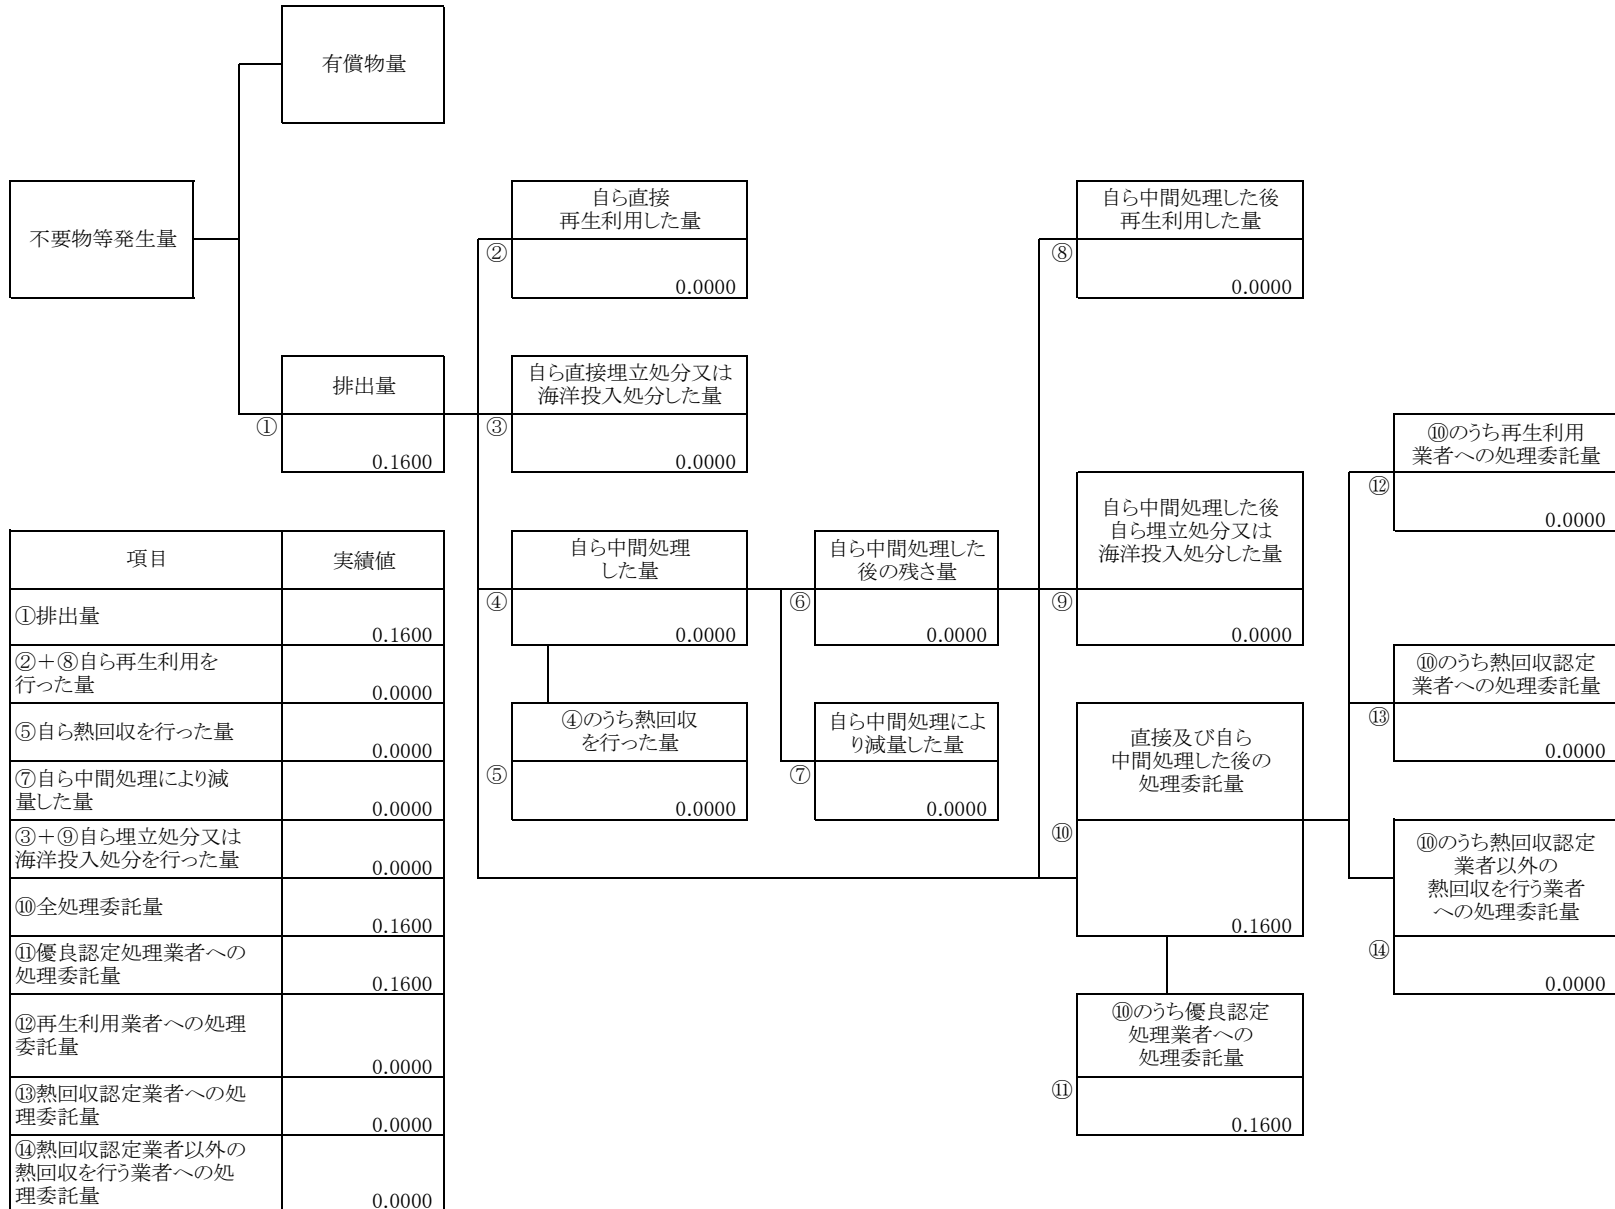 有償物量
不要物等発生量
排出量
①
0.1600
自ら直接
再生利用した量
②
0.0000
自ら直接埋立処分又は
海洋投入処分した量
③
0.0000
自ら中間処理
した量
④
0.0000
④のうち熱回収
を行った量
⑤
0.0000
自ら中間処理した
後の残さ量
⑥
0.0000
自ら中間処理によ
り減量した量
⑦
0.0000
自ら中間処理した後
再生利用した量
⑧
0.0000
自ら中間処理した後
自ら埋立処分又は
海洋投入処分した量
⑨
0.0000
直接及び自ら
中間処理した後の
処理委託量
⑩
0.1600
⑩のうち優良認定
処理業者への
処理委託量
⑪
0.1600
⑩のうち再生利用
業者への処理委託量
⑫
0.0000
⑩のうち熱回収認定
業者への処理委託量
⑬
0.0000
⑩のうち熱回収認定
業者以外の
熱回収を行う業者
への処理委託量
⑭
0.0000
項目 実績値
①排出量
0.1600
②+⑧自ら再生利用を
行った量
0.0000
⑤自ら熱回収を行った量
0.0000
⑦自ら中間処理により減
量した量
0.0000
③+⑨自ら埋立処分又は
海洋投入処分を行った量
0.0000
⑩全処理委託量
0.1600
⑪優良認定処理業者への
処理委託量
0.1600
⑫再生利用業者への処理
委託量
0.0000
⑬熱回収認定業者への処
理委託量
0.0000
⑭熱回収認定業者以外の
熱回収を行う業者への処
理委託量
0.0000